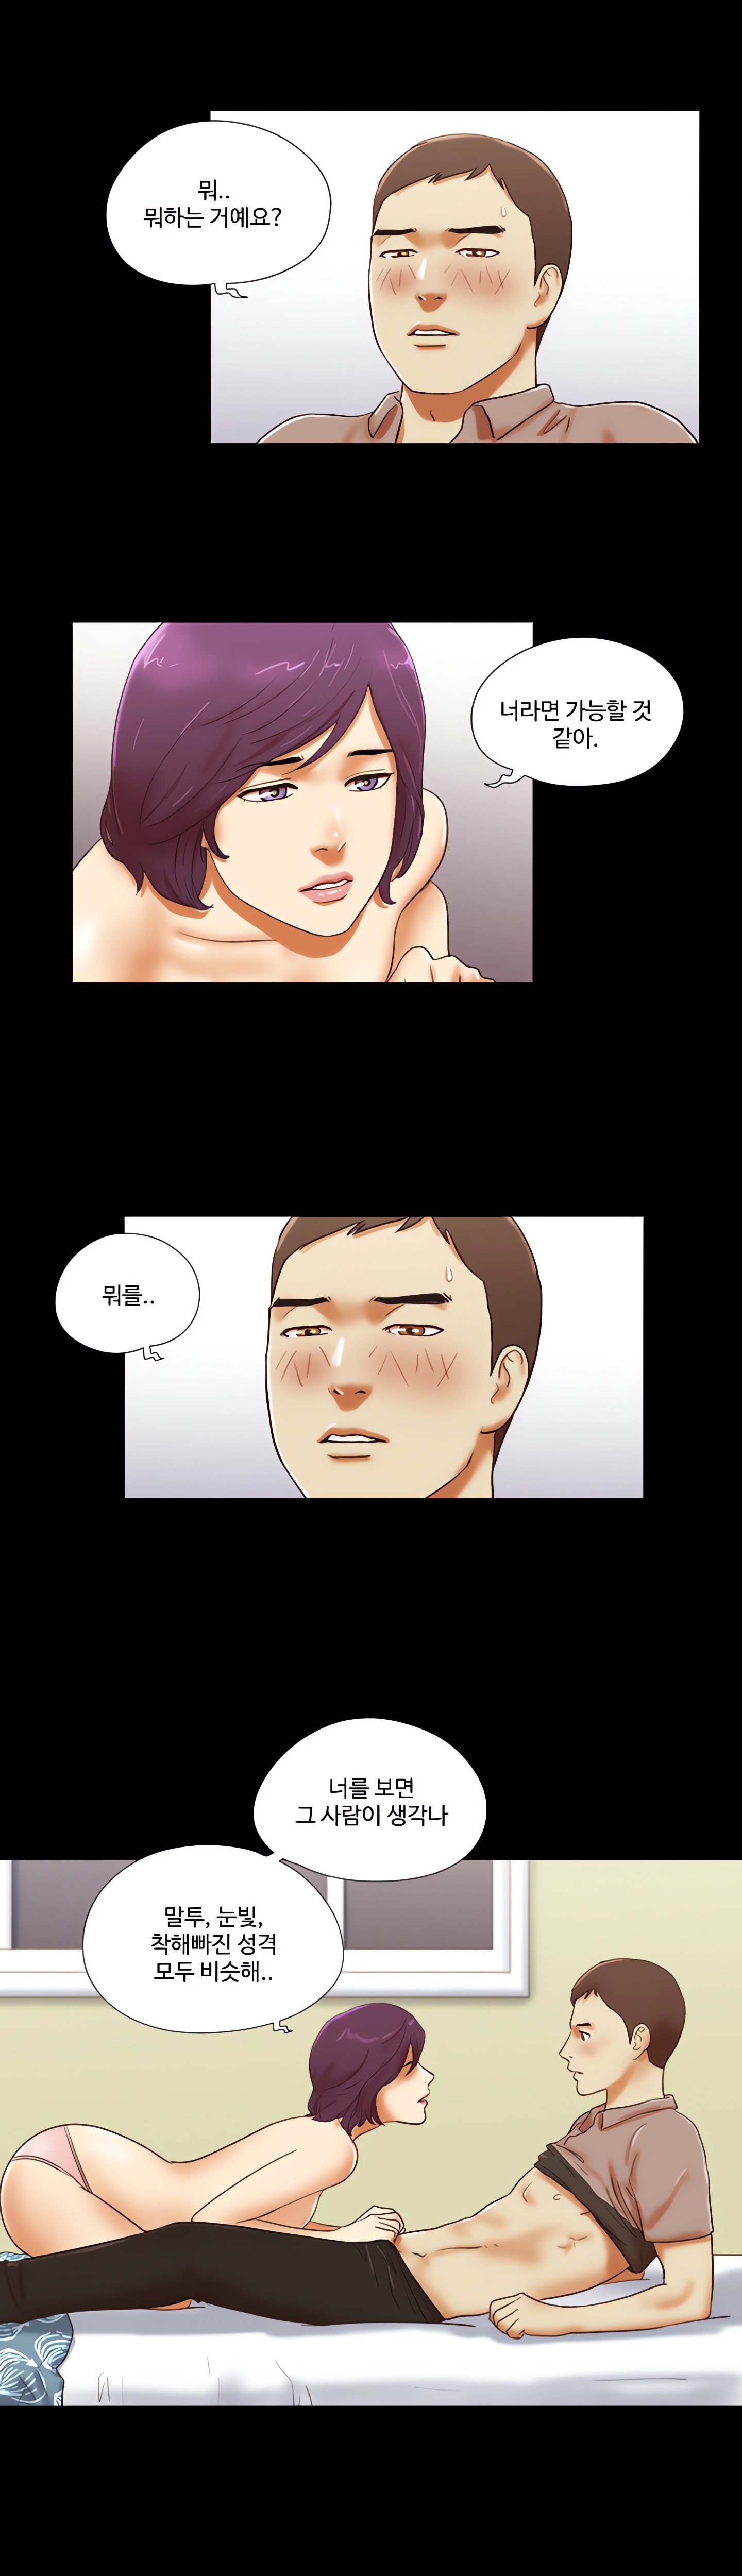 뭐..
뭐하는 거예요?
너라면 가능할 것
같아.
뭐를..
너를 보면
그 사람이 생각나
말투, 눈빛,
착해빠진 성격
모두 비슷해..